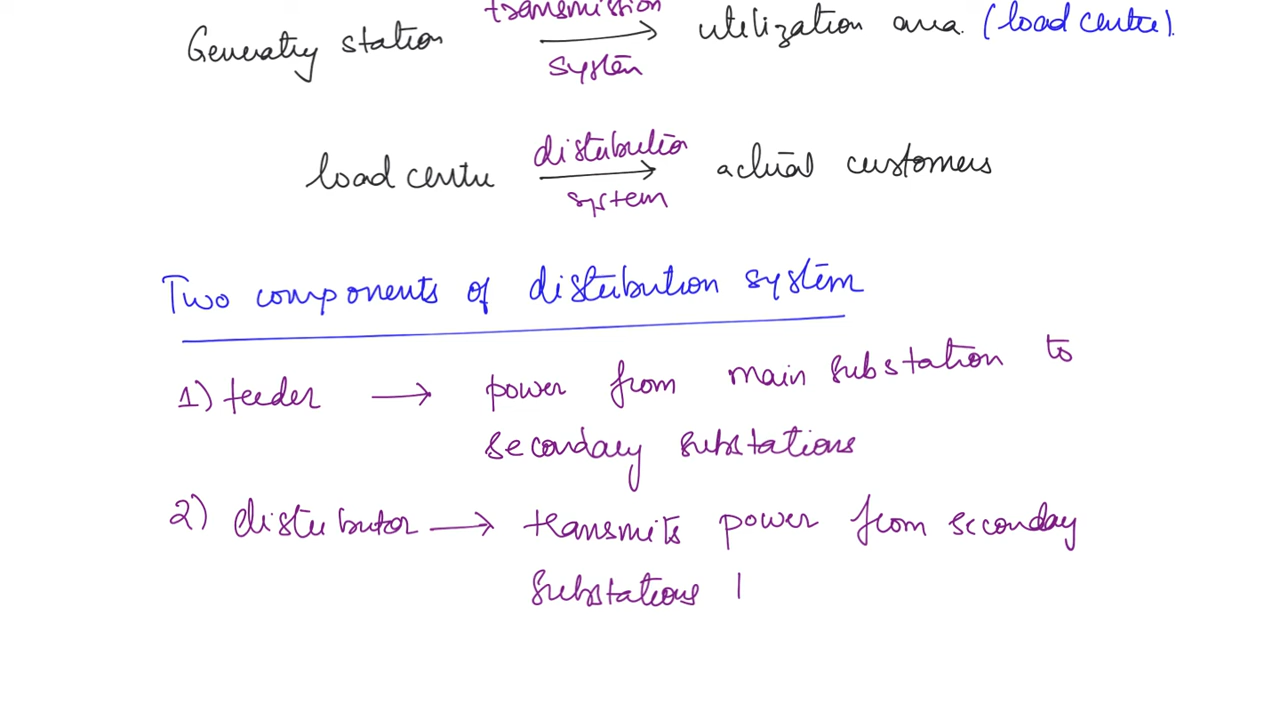 transmission
Generating station → utilization area (load centre).
system
distribution
load centre → actual customers
system
Two components of distribution system
1) feeder → power from main substation to
secondary substations
2) distributor → transmits power from seconday
substations